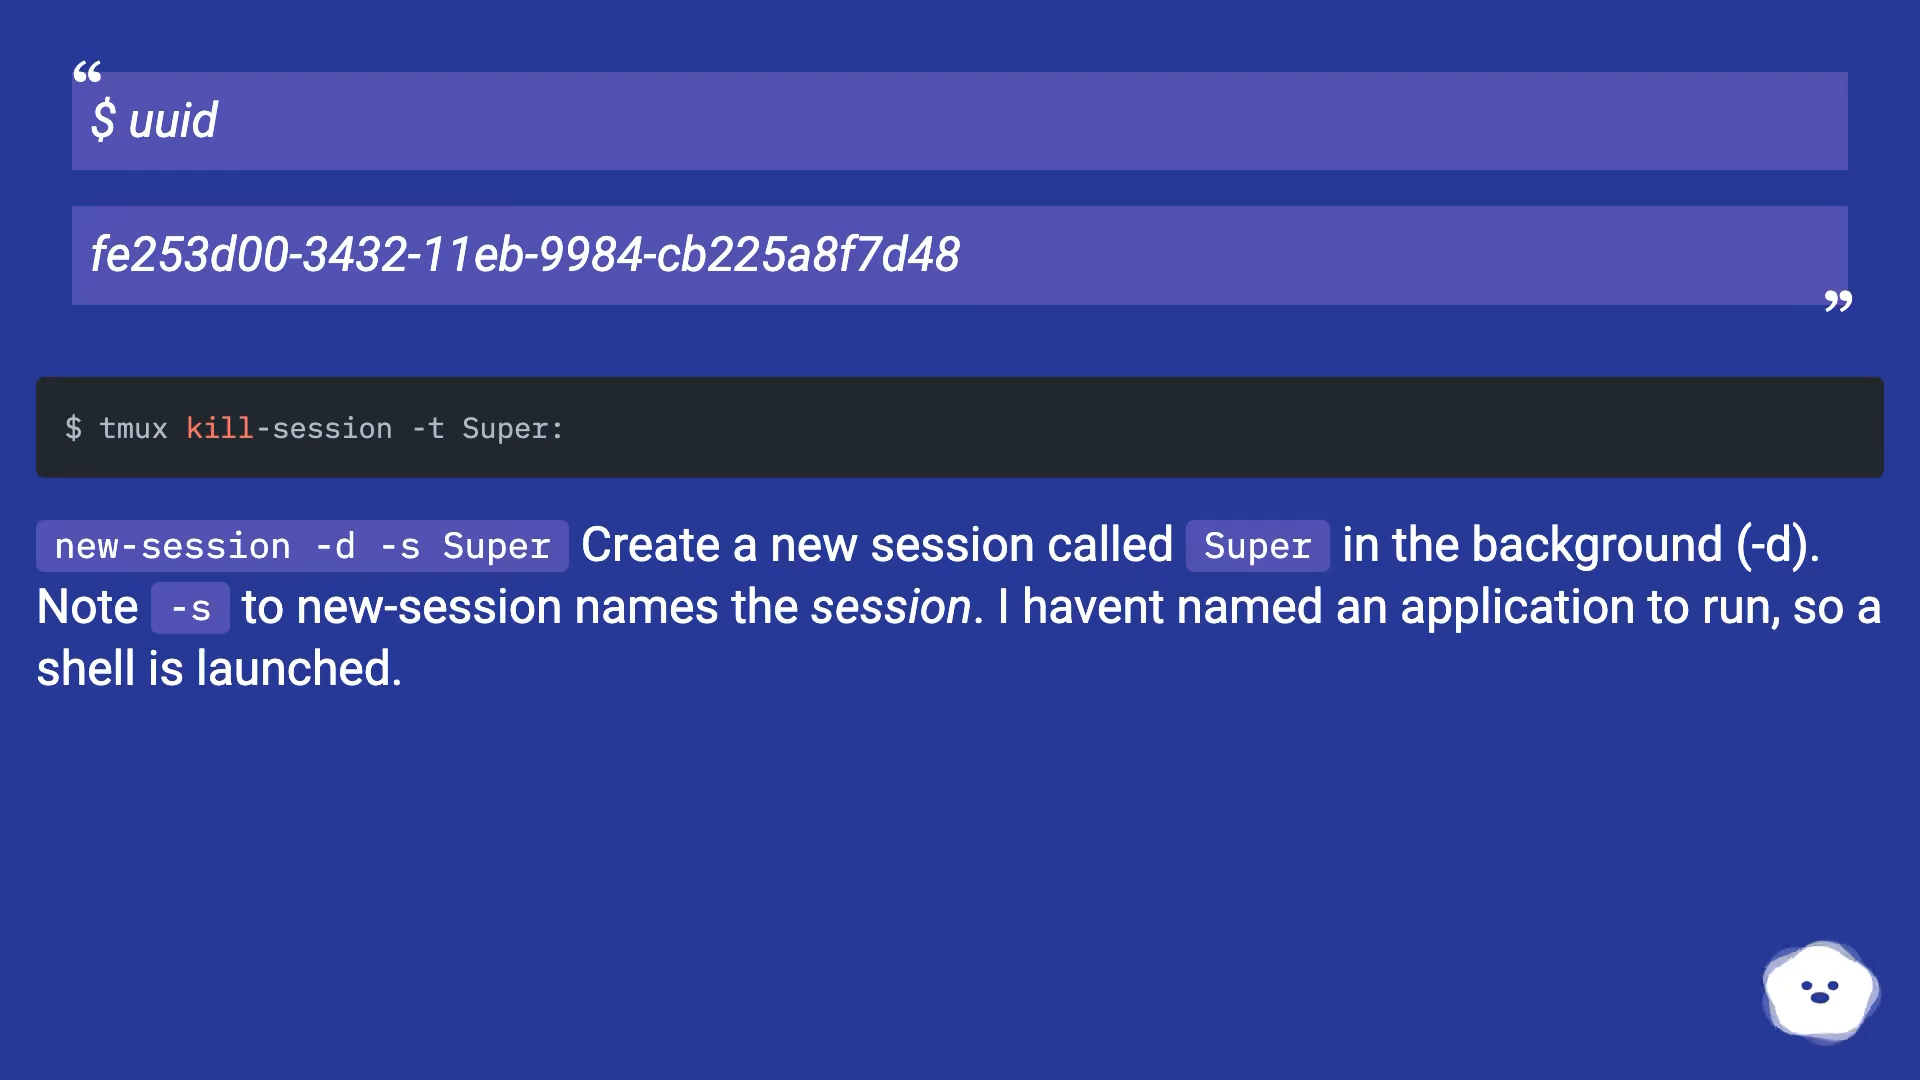 “
$ uuid
fe253d00-3432-11eb-9984-cb225a8f7d48
”
$ tmux kill-session -t Super:
new-session -d -s Super Create a new session called Super in the background (-d).
Note -s to new-session names the session. I havent named an application to run, so a
shell is launched.